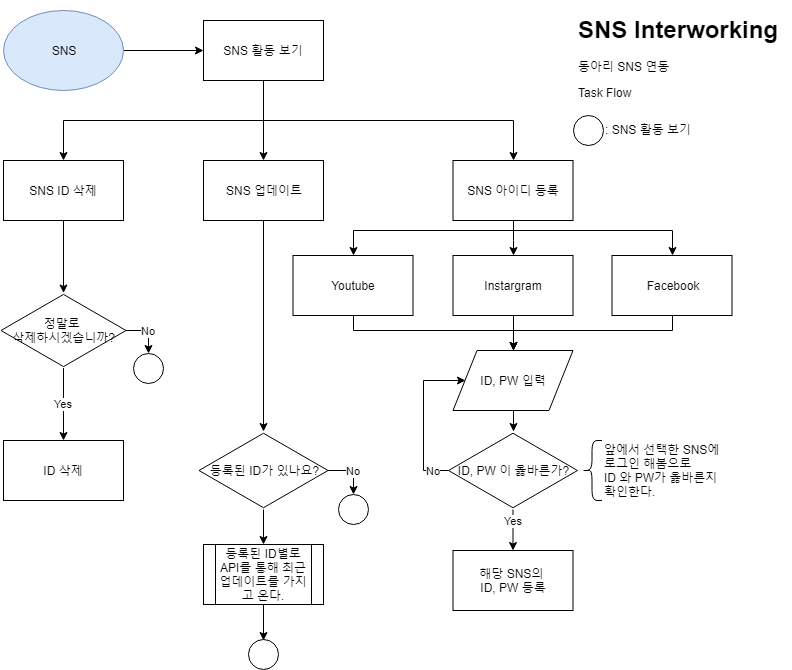 SNS Interworking
동아리 SNS 연동
Task Flow
: SNS 활동 보기
SNS
SNS 활동 보기
SNS ID 삭제
SNS 업데이트
SNS 아이디 등록
Youtube
Instargram
Facebook
정말로
삭제하시겠습니까?
No
Yes
ID 삭제
등록된 ID가 있나요?
No
등록된 ID별로
API를 통해 최근
업데이트를 가지
고 온다.
ID, PW 입력
ID, PW 이 옳바른가?
No
Yes
앞에서 선택한 SNS에
로그인 해봄으로
ID 와 PW가 옳바른지
확인한다.
해당 SNS의
ID, PW 등록